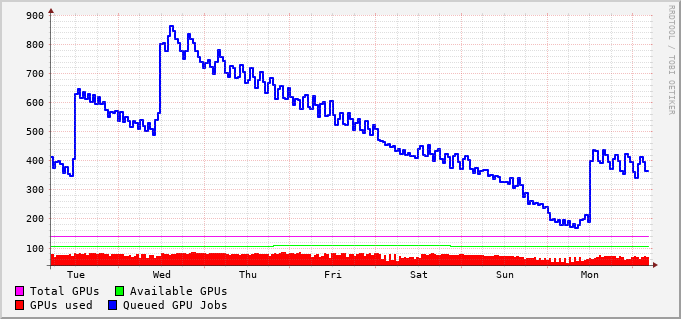 900
800
700
600
500
400
300
200
100
Tue Wed Thu Fri Sat Sun Mon
Total GPUs Available GPUs
GPUs used Queued GPU Jobs
RRDTOOL / TOBI OETIKER